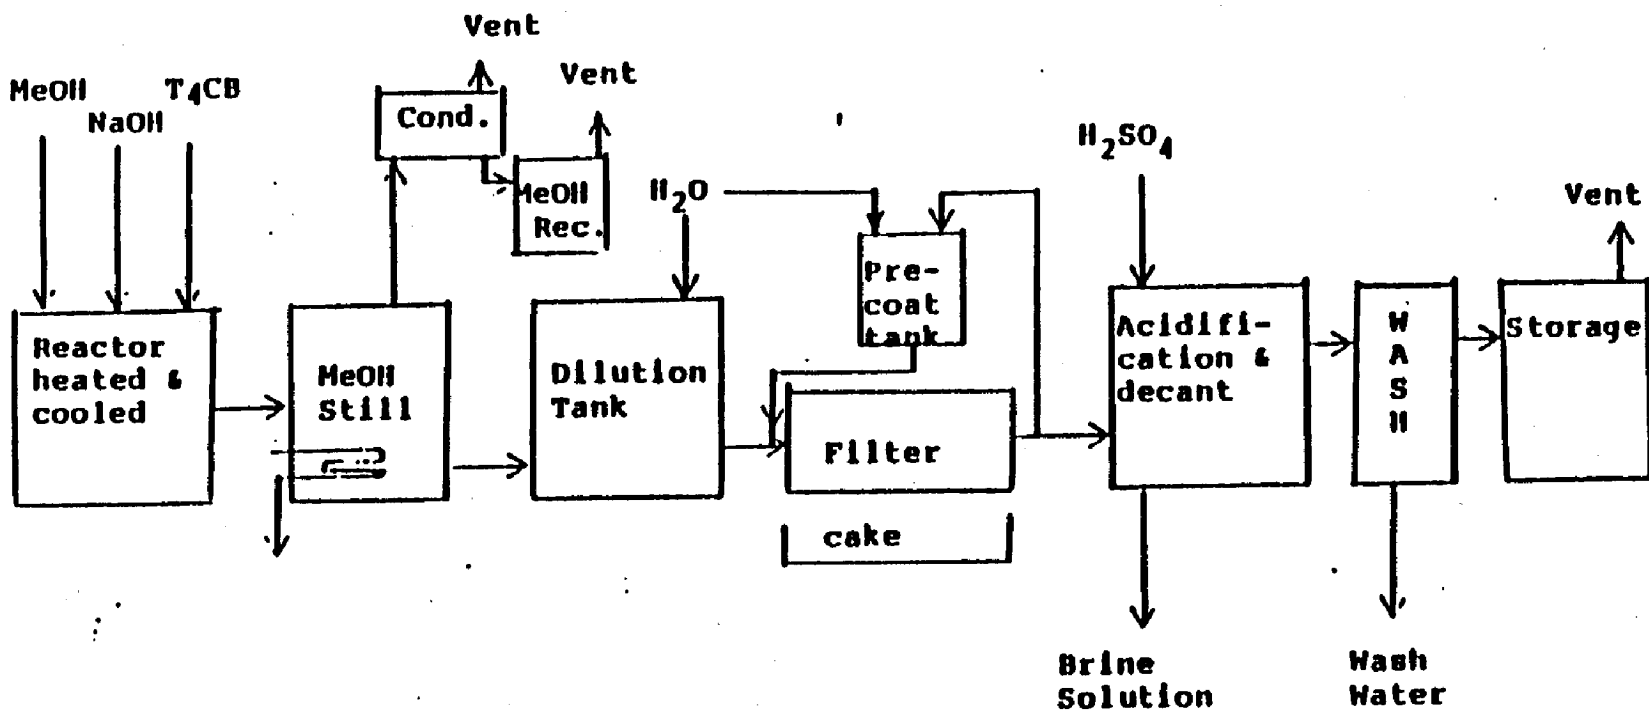 Vent
Vent
MeOH
T₄CB
NaOH
Cond.
MeOH
Rec.
H₂O
H₂SO₄
Vent
Pre-
coat
tank
Reactor
heated &
cooled
MeOH
Still
Dilution
Tank
Filter
cake
Acidifi-
cation &
decant
W
A
S
H
Storage
Brine
Solution
Wash
Water